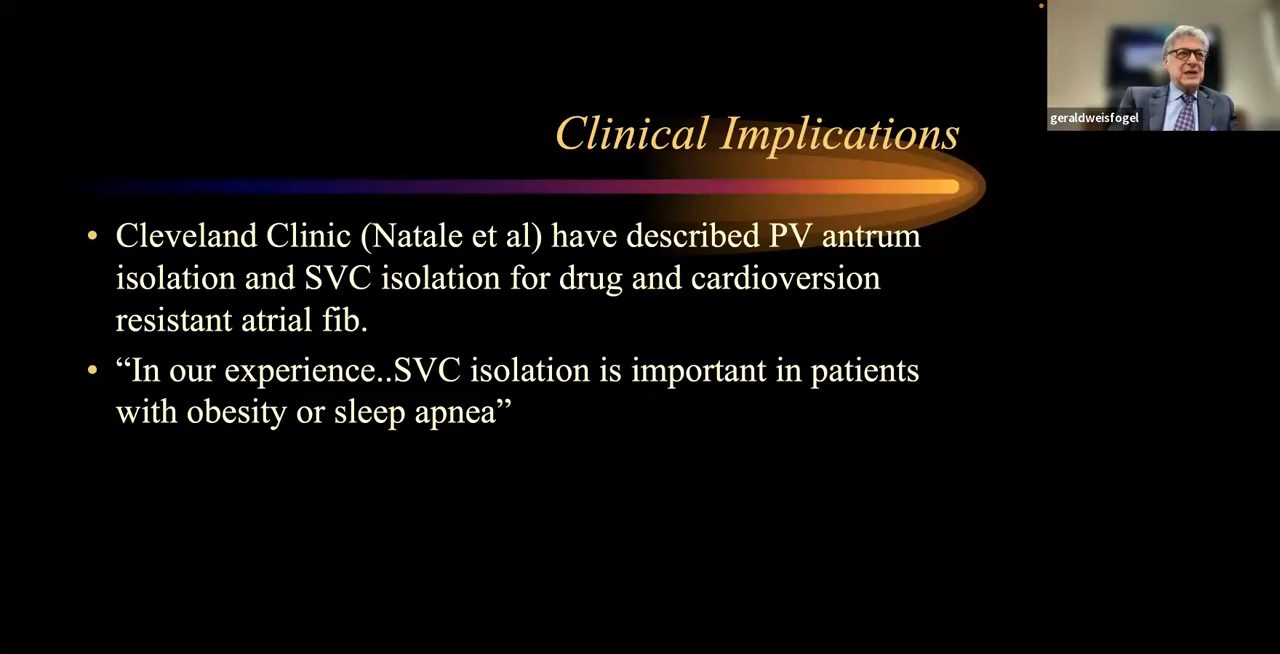 Clinical Implications
geraldweisfogel
• Cleveland Clinic (Natale et al) have described PV antrum
isolation and SVC isolation for drug and cardioversion
resistant atrial fib.
• “In our experience..SVC isolation is important in patients
with obesity or sleep apnea”